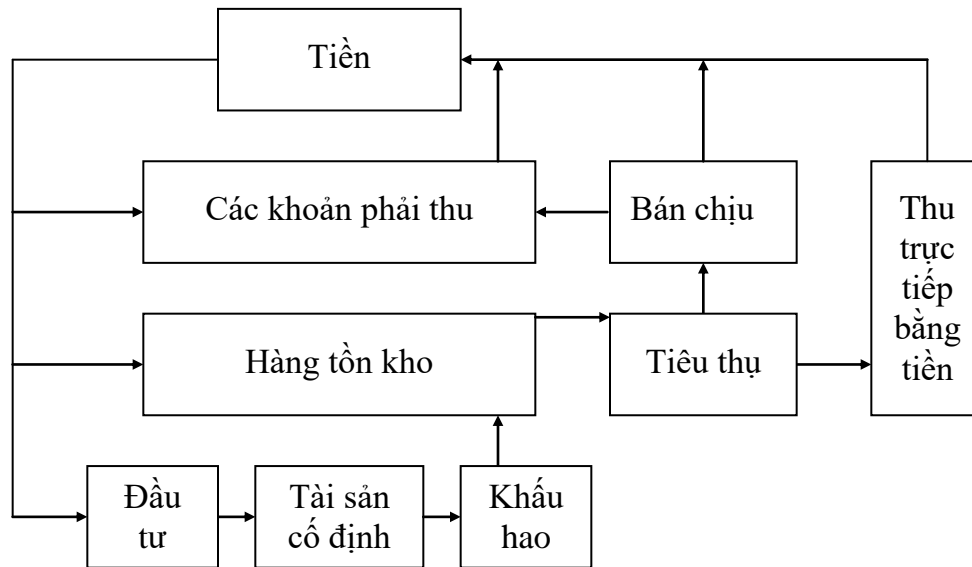 Tiền
Các khoản phải thu
Bán chịu
Thu
trực
tiếp
bằng
tiền
Hàng tồn kho
Tiêu thụ
Đầu
tư
Tài sản
cố định
Khấu
hao